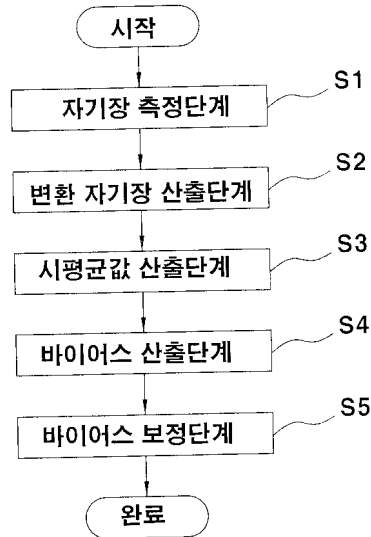 시작
자기장 측정단계
S1
변환 자기장 산출단계
S2
시평균값 산출단계
S3
바이어스 산출단계
S4
바이어스 보정단계
S5
완료